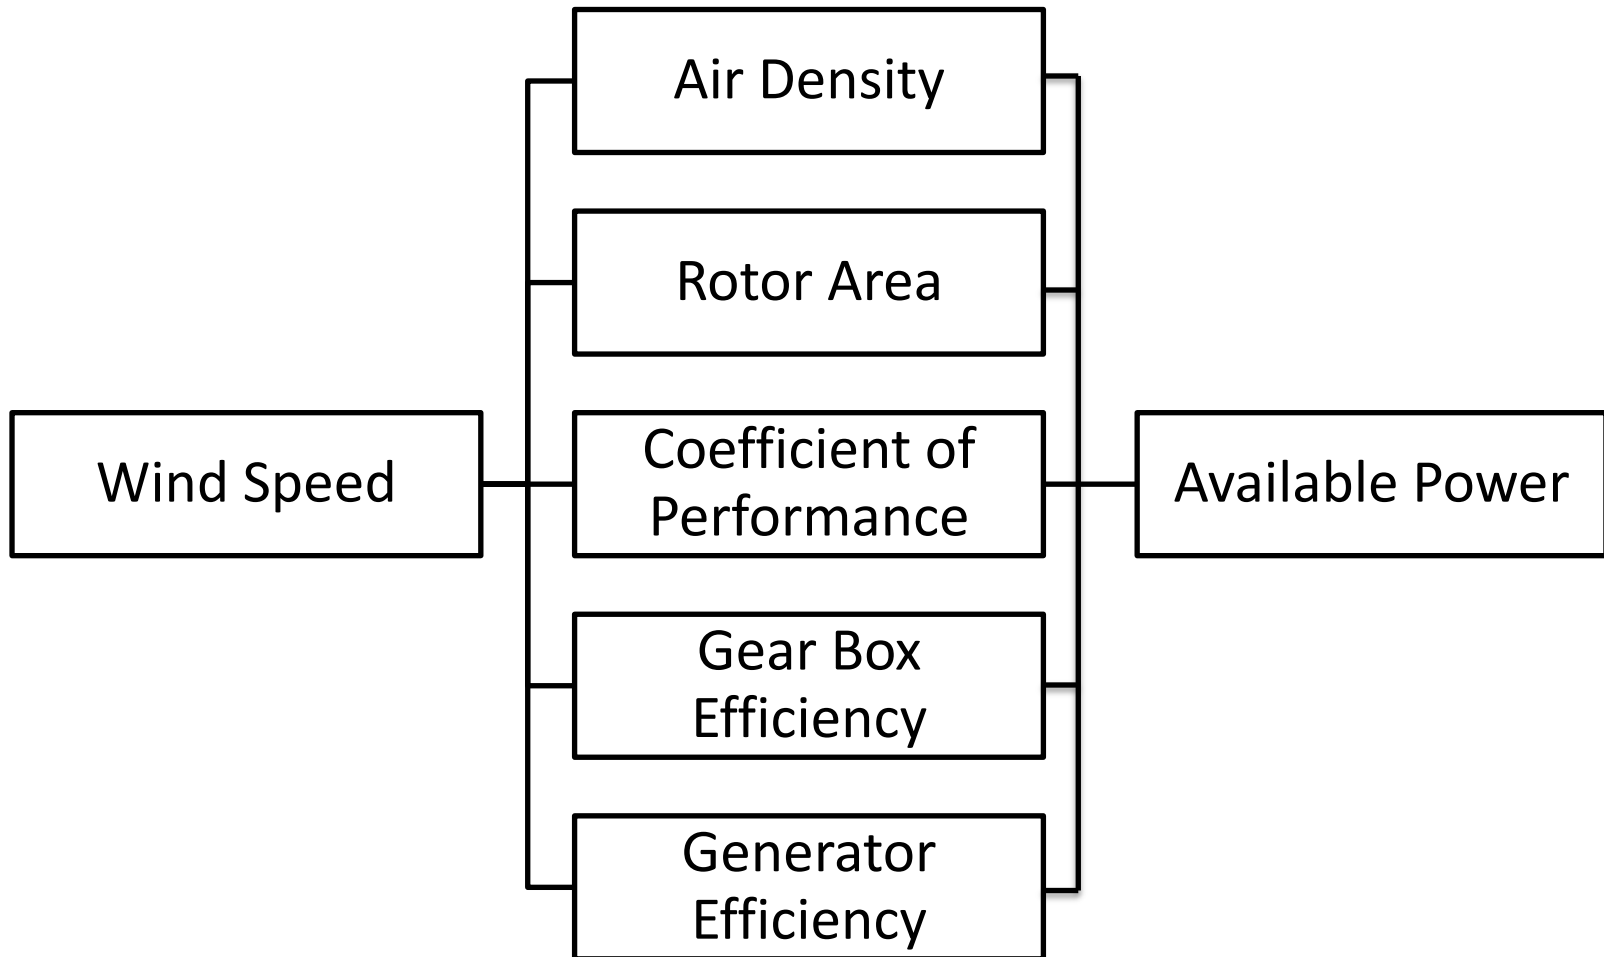 Air Density
Rotor Area
Wind Speed
Coefficient of
Performance
Available Power
Gear Box
Efficiency
Generator
Efficiency